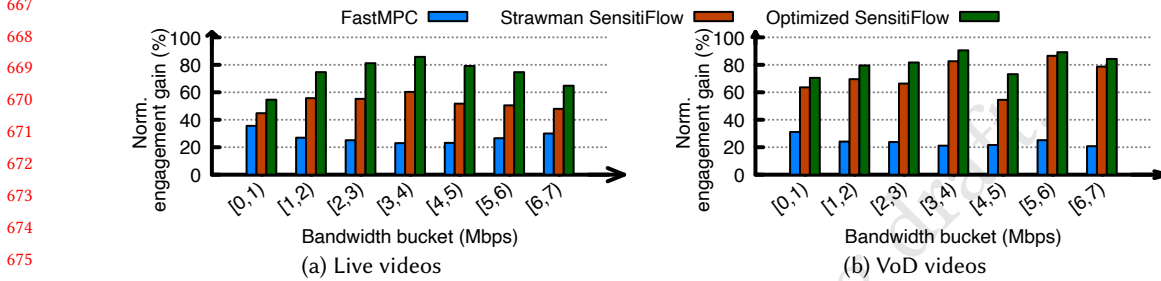 667
668
669
670
671
672
673
674
675
FastMPC Strawman SensitiFlow Optimized SensitiFlow
Norm.
engagement gain (%)
100
80
60
40
20
0
[0,1) [1,2) [2,3) [3,4) [4,5) [5,6) [6,7)
Bandwidth bucket (Mbps)
(a) Live videos
Norm.
engagement gain (%)
100
80
60
40
20
0
[0,1) [1,2) [2,3) [3,4) [4,5) [5,6) [6,7)
Bandwidth bucket (Mbps)
(b) VoD videos
draft